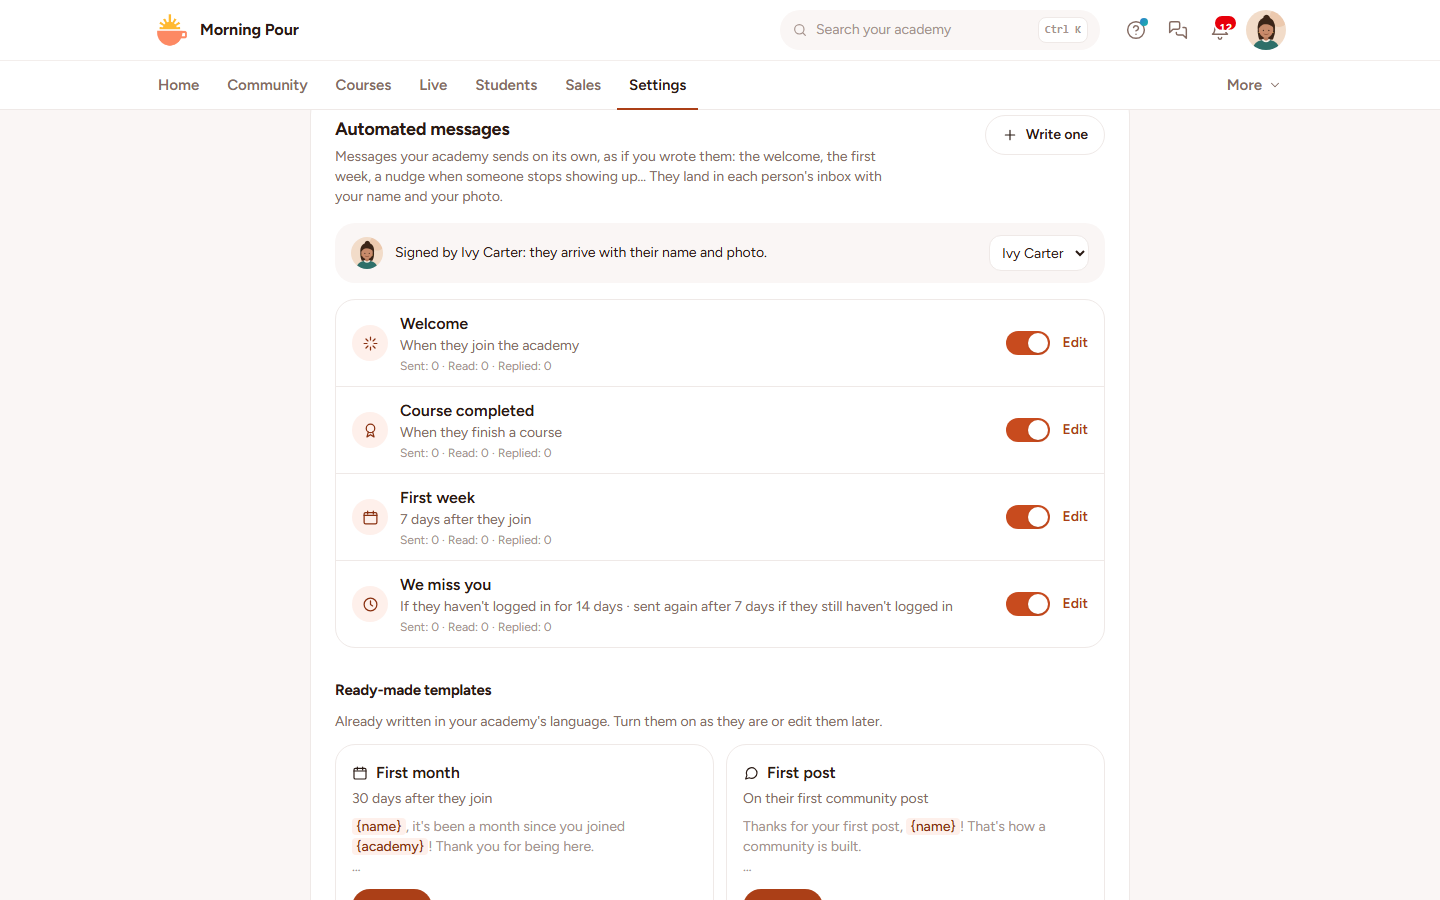 Morning Pour
Search your academy
Ctrl K
12
Home
Community
Courses
Live
Students
Sales
Settings
More
Automated messages
Write one
Messages your academy sends on its own, as if you wrote them: the welcome, the first
week, a nudge when someone stops showing up... They land in each person's inbox with
your name and your photo.
Signed by Ivy Carter: they arrive with their name and photo.
Ivy Carter
Welcome
When they join the academy
Sent: 0 · Read: 0 · Replied: 0
Edit
Course completed
When they finish a course
Sent: 0 · Read: 0 · Replied: 0
Edit
First week
7 days after they join
Sent: 0 · Read: 0 · Replied: 0
Edit
We miss you
If they haven't logged in for 14 days · sent again after 7 days if they still haven't logged in
Sent: 0 · Read: 0 · Replied: 0
Edit
Ready-made templates
Already written in your academy's language. Turn them on as they are or edit them later.
First month
30 days after they join
{name}, it's been a month since you joined
{academy}! Thank you for being here.
...
First post
On their first community post
Thanks for your first post, {name}! That's how a
community is built.
...